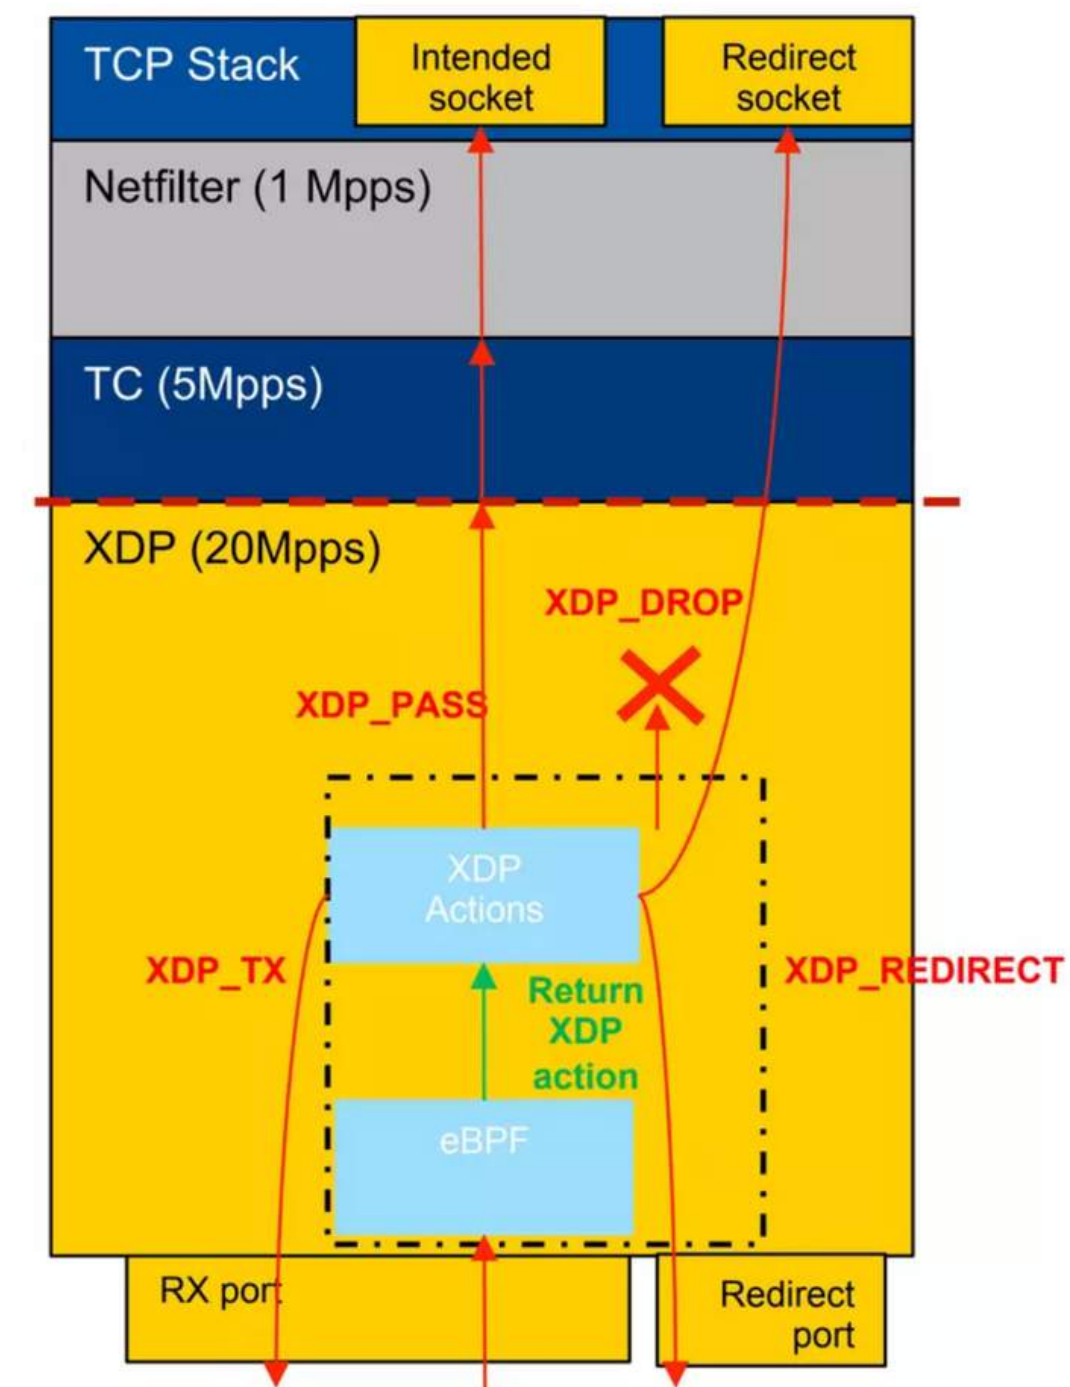 TCP Stack
Intended
socket
Redirect
socket
Netfilter (1 Mpps)
TC (5Mpps)
XDP (20Mpps)
XDP_DROP
XDP_PASS
XDP
Actions
XDP_TX
XDP_REDIRECT
Return
XDP
action
eBPF
RX port
Redirect
port